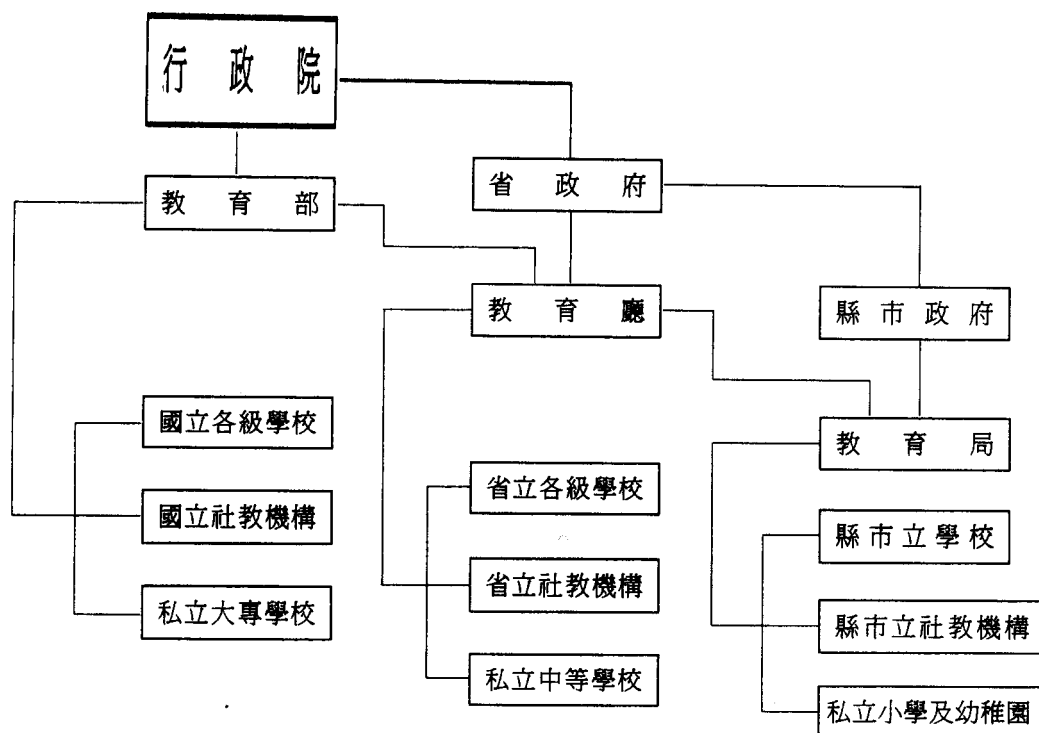 行政院
教育部
省政府
教育廳
縣市政府
教育局
國立各級學校
國立社教機構
私立大專學校
省立各級學校
省立社教機構
私立中等學校
縣市立學校
縣市立社教機構
私立小學及幼稚園